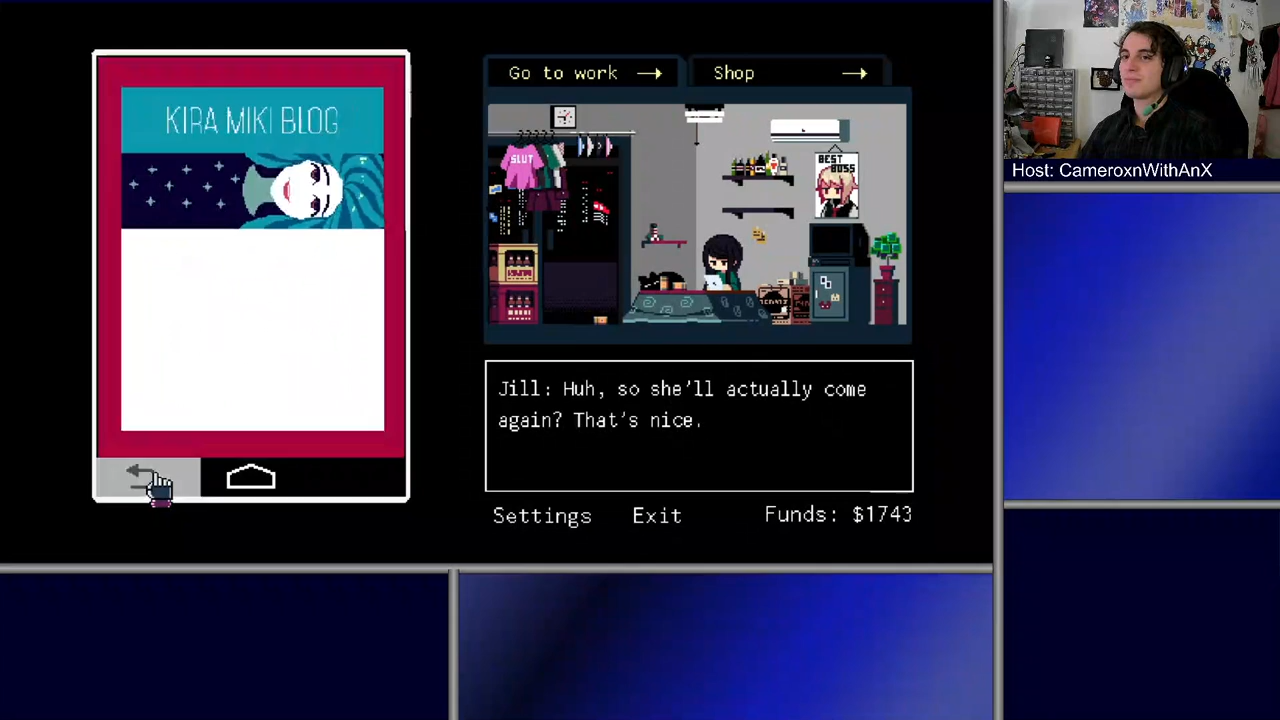 KIRA MIKI BLOG
Go to work →
Shop →
SLUT
BEST
BOSS
Jill: Huh, so she'll actually come
again? That's nice.
Settings
Exit
Funds: $1743
Host: CameroxnWithAnX